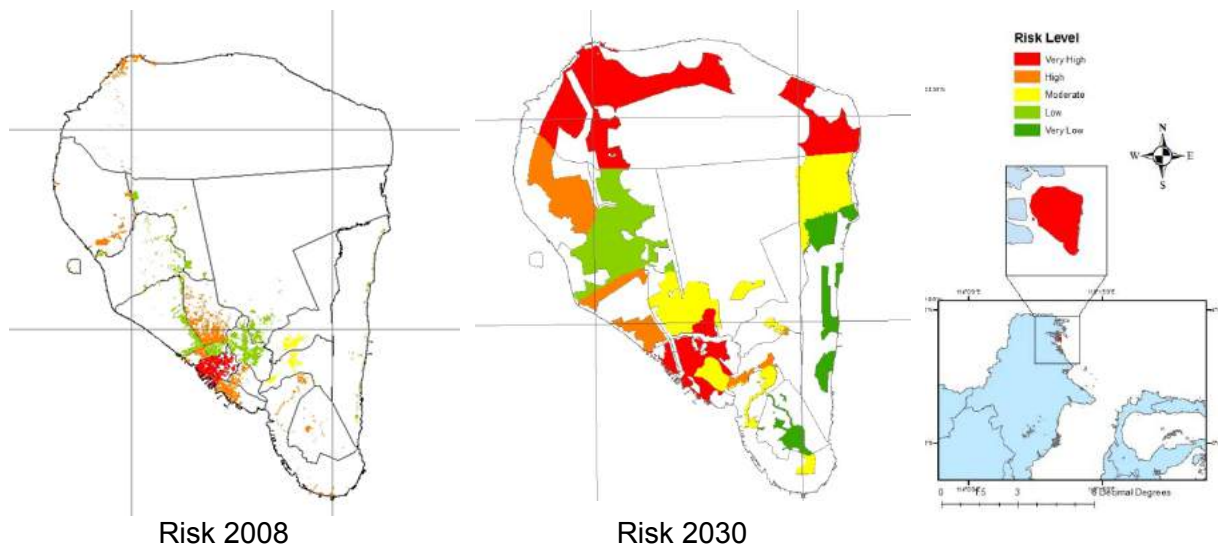 Risk Level
Very High
High
Moderate
Low
Very Low
N
W
E
S
0
1.5
3
6 Decimal Degrees
Risk 2008
Risk 2030